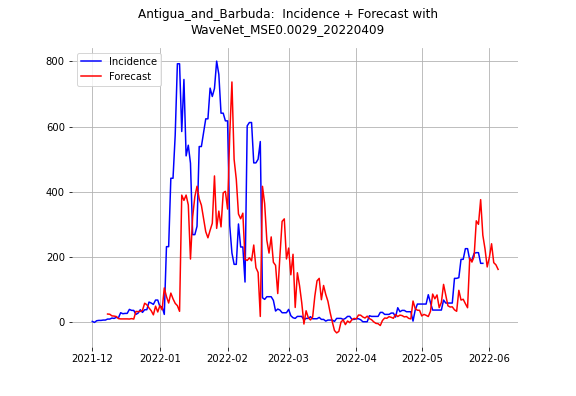 Antigua_and_Barbuda:  Incidence + Forecast with
WaveNet_MSE0.0029_20220409
Incidence
Forecast
800
600
400
200
0
2021-12 2022-01 2022-02 2022-03 2022-04 2022-05 2022-06